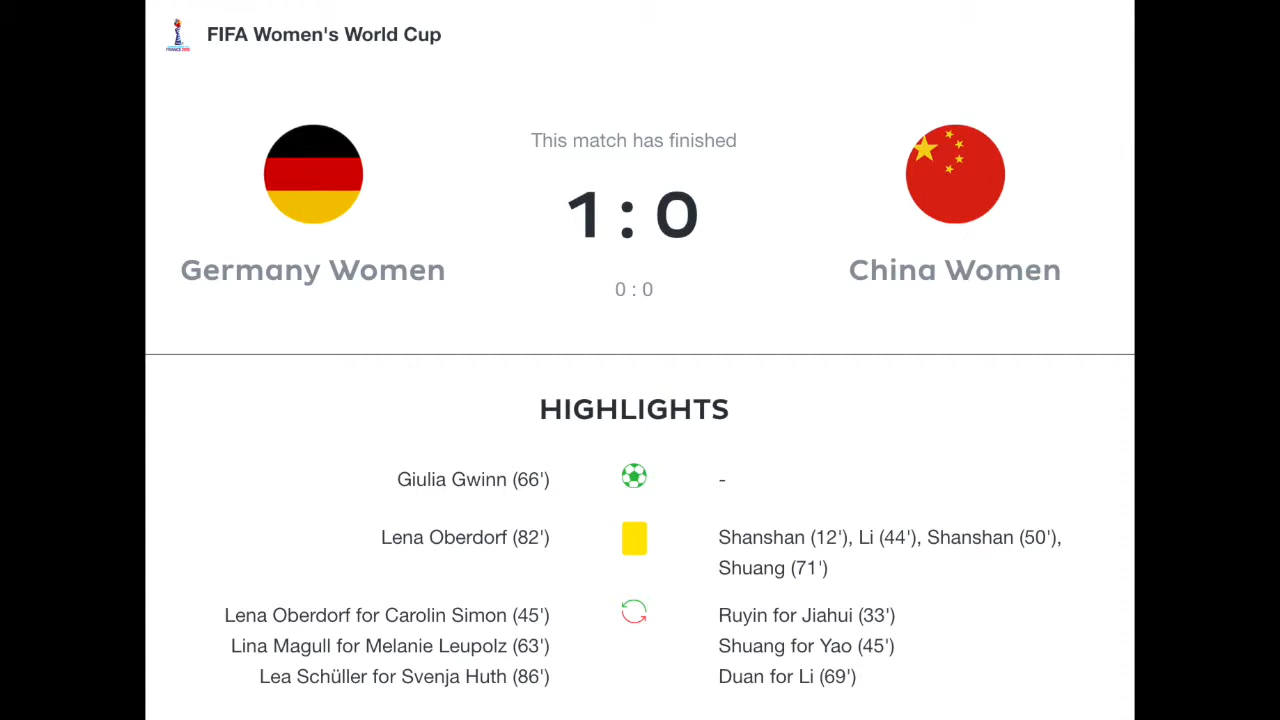 FIFA Women's World Cup
FRANCE 2019
This match has finished
1 : 0
Germany Women
China Women
0 : 0
HIGHLIGHTS
Giulia Gwinn (66')
-
Lena Oberdorf (82')
Shanshan (12'), Li (44'), Shanshan (50'),
Shuang (71')
Lena Oberdorf for Carolin Simon (45')
Ruyin for Jiahui (33')
Lina Magull for Melanie Leupolz (63')
Shuang for Yao (45')
Lea Schüller for Svenja Huth (86')
Duan for Li (69')